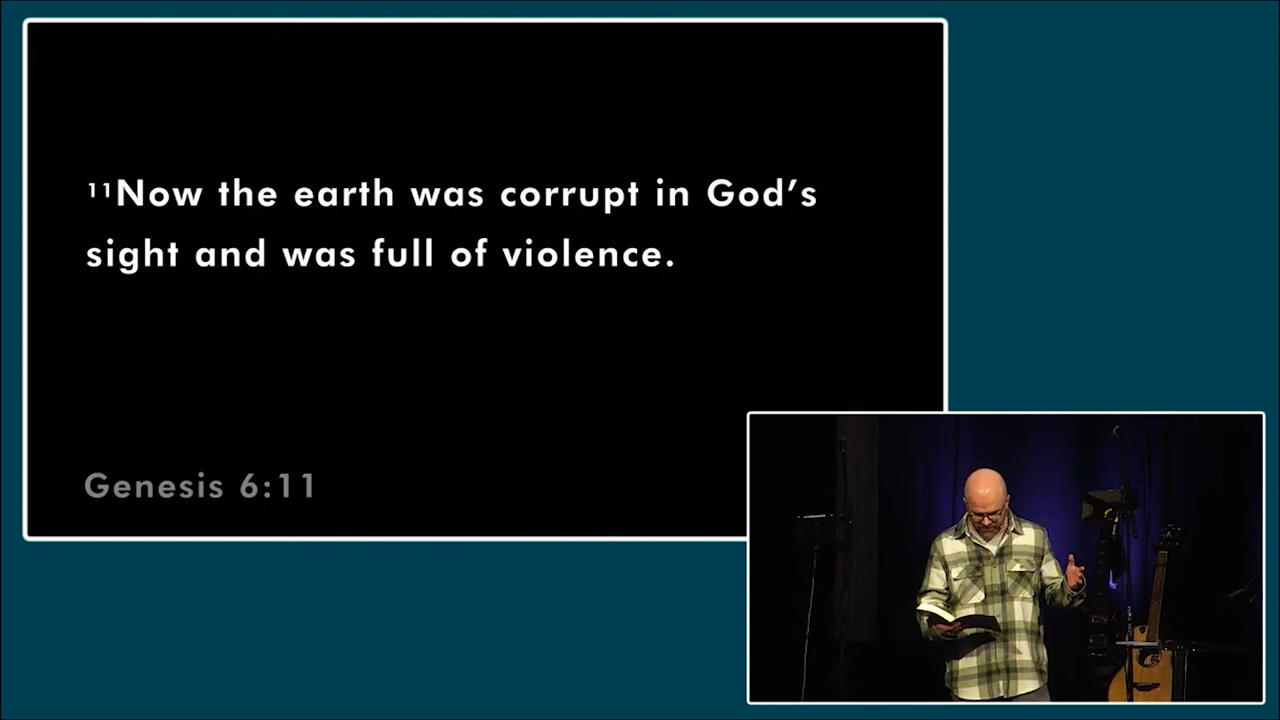 ¹¹Now the earth was corrupt in God’s
sight and was full of violence.
Genesis 6:11